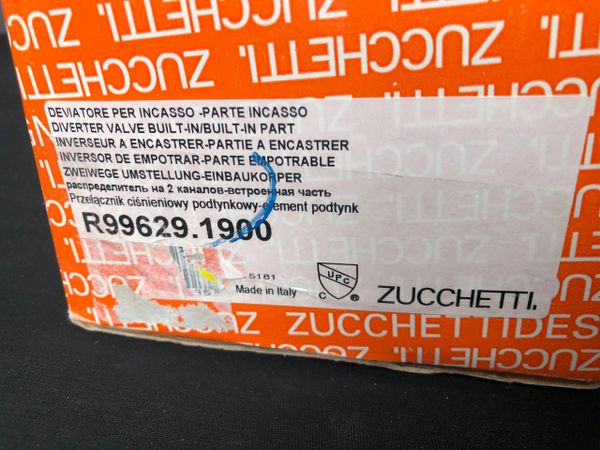 ZUCCHETTI.
DEVIATORE PER INCASSO -PARTE INCASSO
DIVERTER VALVE BUILT-IN/BUILT-IN PART
INVERSEUR A ENCASTRER-PARTIE A ENCASTRER
INVERSOR DE EMPOTRAR-PARTE EMPOTRABLE
ZWEIWEGE UMSTELLUNG-EINBAUKORPER
распределитель на 2 каналов-встроенная часть
Przełącznik ciśnieniowy podtynkowy-element podtynk
R99629.1900
5181
Made in Italy
UPC
C ®
ZUCCHETTI.
ZUCCHETTIDES